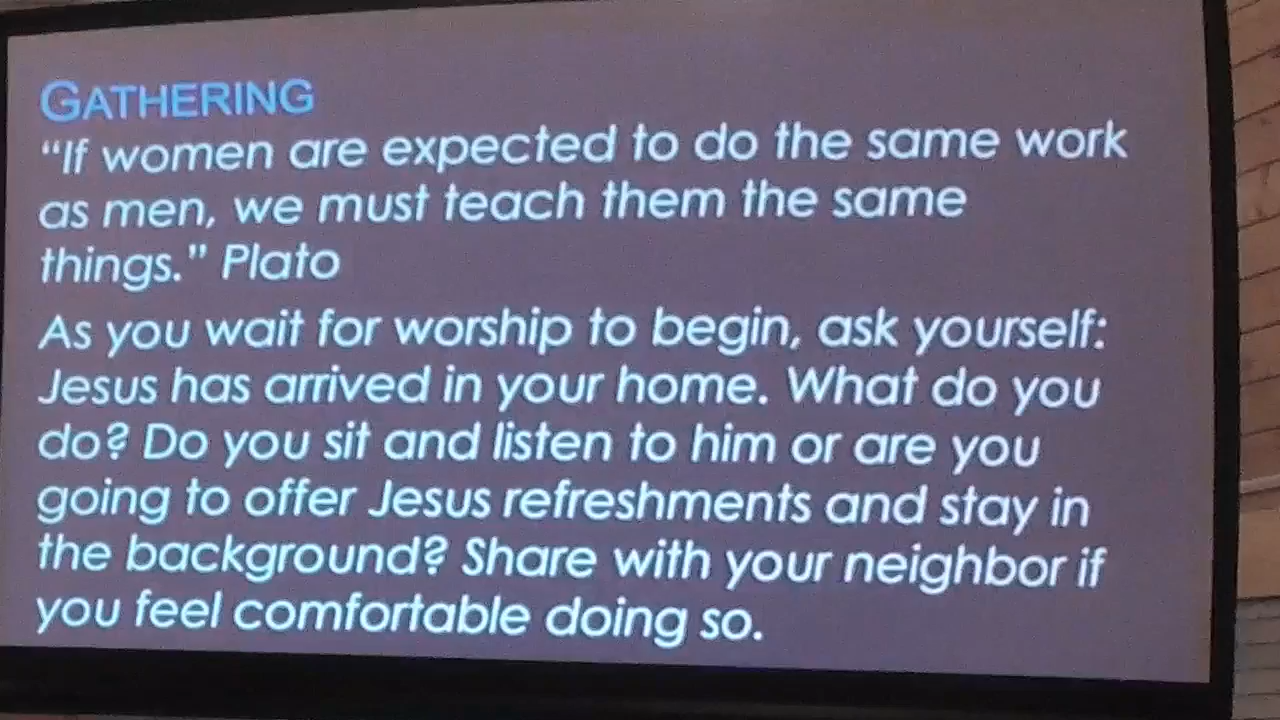 GATHERING
“If women are expected to do the same work
as men, we must teach them the same
things.” Plato
As you wait for worship to begin, ask yourself:
Jesus has arrived in your home. What do you
do? Do you sit and listen to him or are you
going to offer Jesus refreshments and stay in
the background? Share with your neighbor if
you feel comfortable doing so.